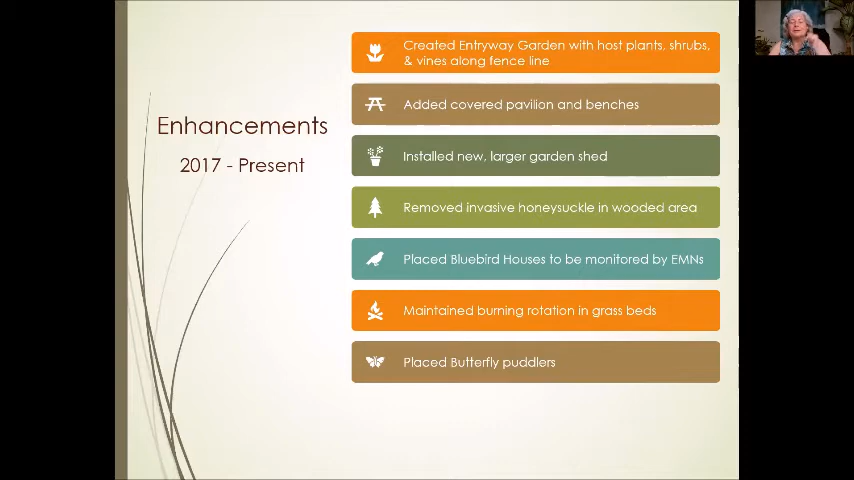 Enhancements
2017 - Present
Created Entryway Garden with host plants, shrubs,
& vines along fence line
Added covered pavilion and benches
Installed new, larger garden shed
Removed invasive honeysuckle in wooded area
Placed Bluebird Houses to be monitored by EMNs
Maintained burning rotation in grass beds
Placed Butterfly puddlers